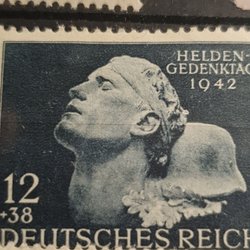 HELDEN-
GEDENKTAG
1942
12
+38
DEUTSCHES REICH